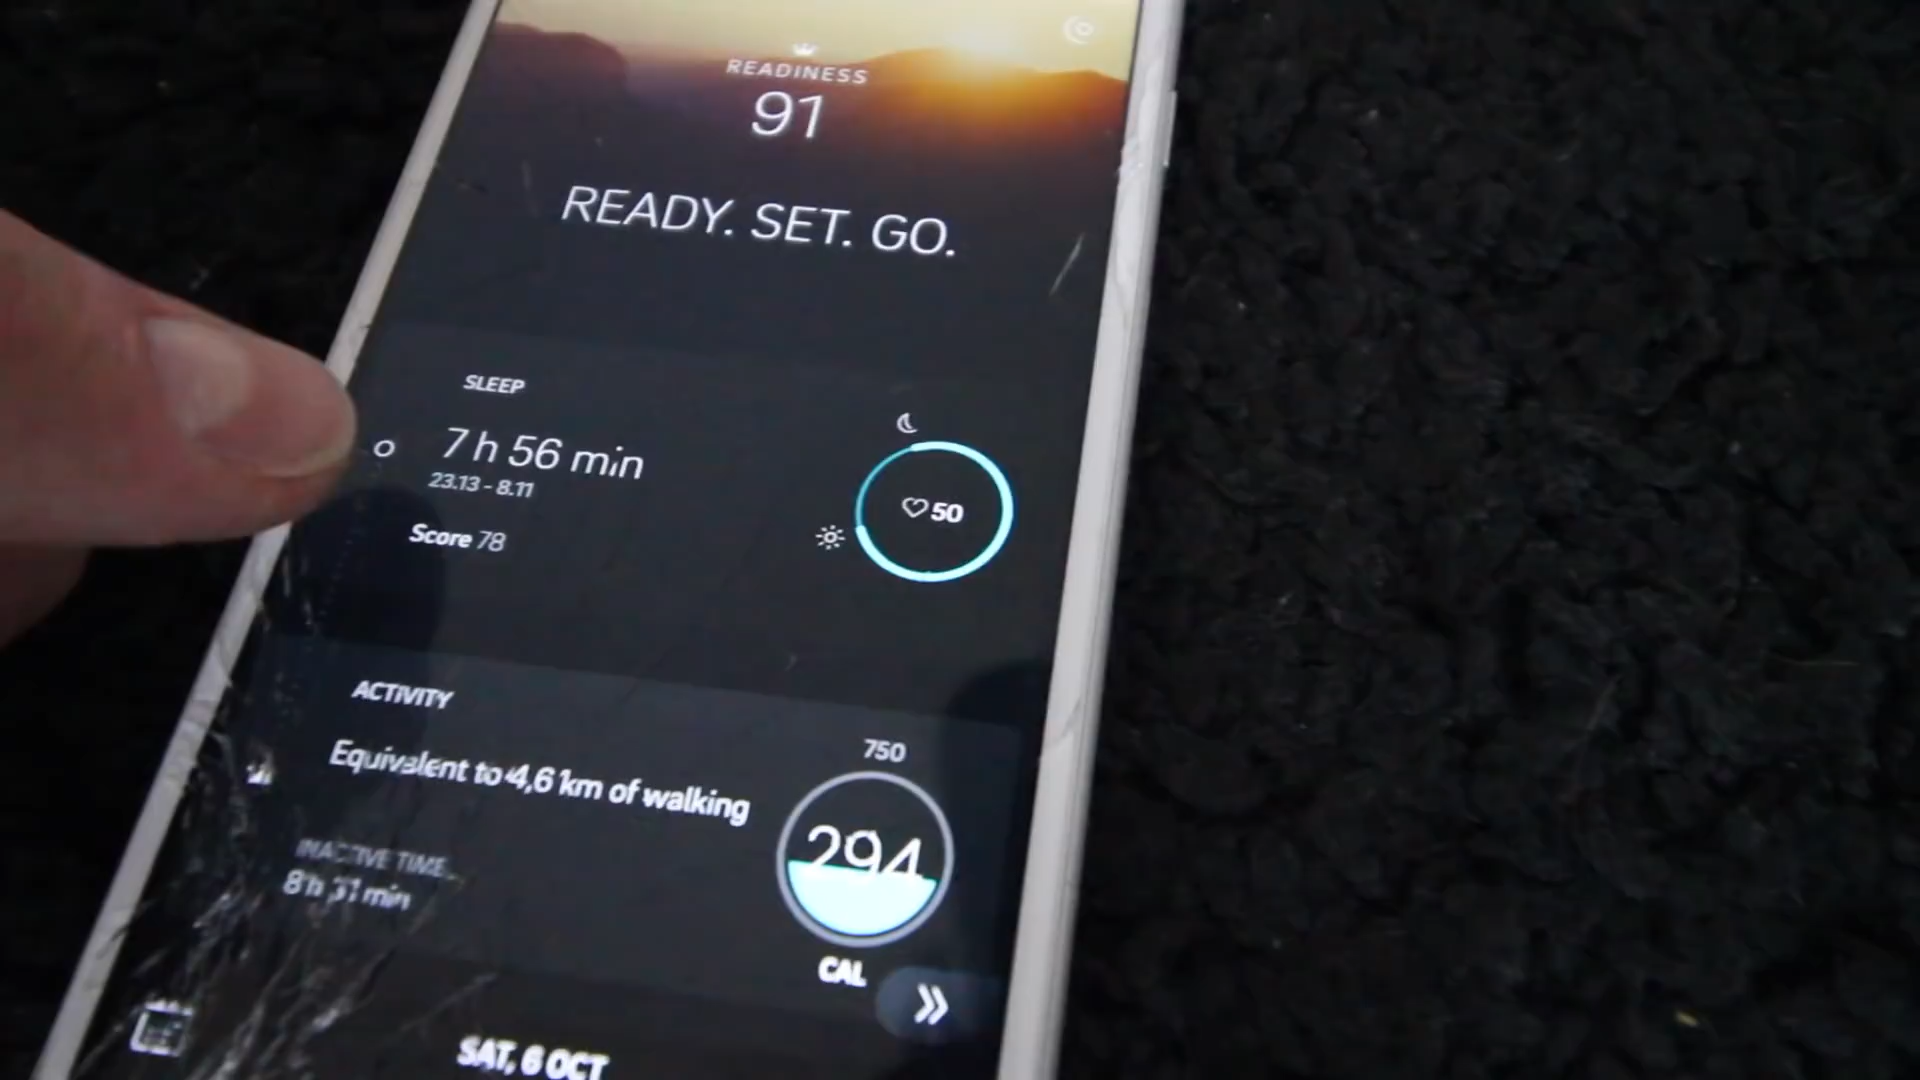 READINESS
91
READY. SET. GO.
SLEEP
7 h 56 min
23.13 - 8.11
Score 78
50
ACTIVITY
Equivalent to 4,6 km of walking
750
294
CAL
INACTIVE TIME
8 h 31 min
SAT, 6 OCT